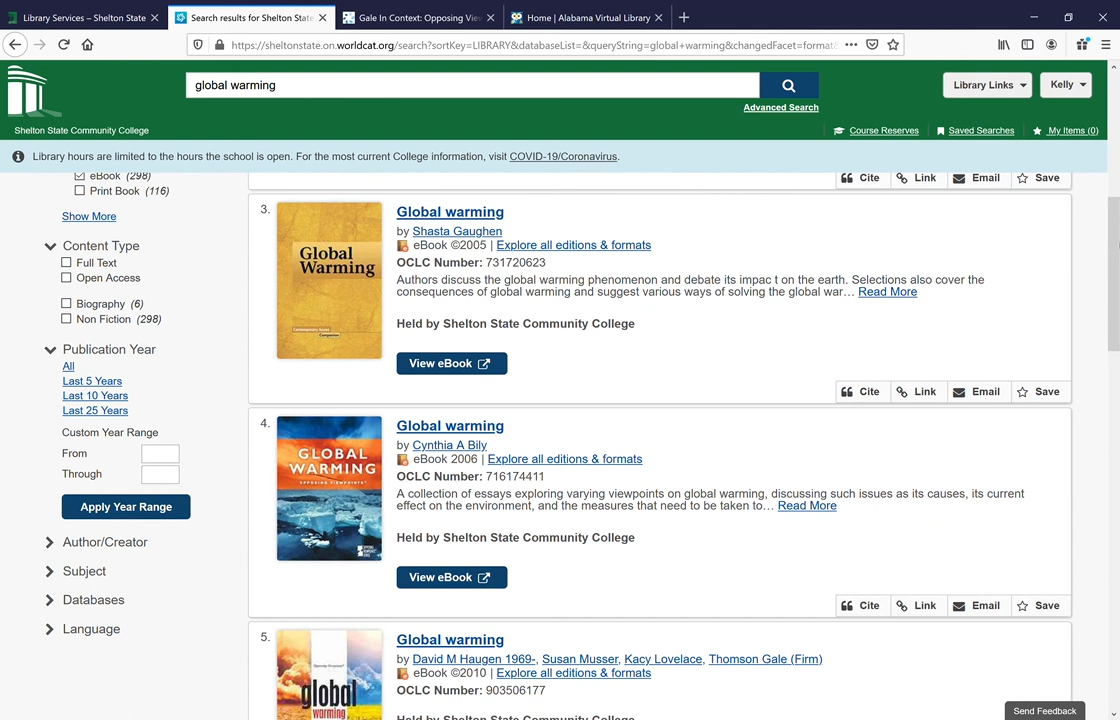 Library Services – Shelton State
Search results for Shelton State
Gale In Context: Opposing View
Home | Alabama Virtual Library
https://sheltonstate.on.worldcat.org/search?sortKey=LIBRARY&databaseList=&queryString=global+warming&changedFacet=format
global warming
Advanced Search
Library Links
Kelly
Shelton State Community College
Course Reserves
Saved Searches
My Items (0)
Library hours are limited to the hours the school is open. For the most current College information, visit COVID-19/Coronavirus.
eBook (298)
Print Book (116)
Show More
Content Type
Full Text
Open Access
Biography (6)
Non Fiction (298)
Publication Year
All
Last 5 Years
Last 10 Years
Last 25 Years
Custom Year Range
From
Through
Apply Year Range
Author/Creator
Subject
Databases
Language
Cite Link Email Save
3.
Global
Warming
Global warming
by Shasta Gaughen
eBook ©2005 | Explore all editions & formats
OCLC Number: 731720623
Authors discuss the global warming phenomenon and debate its impac t on the earth. Selections also cover the
consequences of global warming and suggest various ways of solving the global war… Read More
Held by Shelton State Community College
View eBook
Cite Link Email Save
4.
GLOBAL
WARMING
Global warming
by Cynthia A Bily
eBook 2006 | Explore all editions & formats
OCLC Number: 716174411
A collection of essays exploring varying viewpoints on global warming, discussing such issues as its causes, its current
effect on the environment, and the measures that need to be taken to… Read More
Held by Shelton State Community College
View eBook
Cite Link Email Save
5.
global
warming
Global warming
by David M Haugen 1969-, Susan Musser, Kacy Lovelace, Thomson Gale (Firm)
eBook ©2010 | Explore all editions & formats
OCLC Number: 903506177
Held by Shelton State Community College
Send Feedback